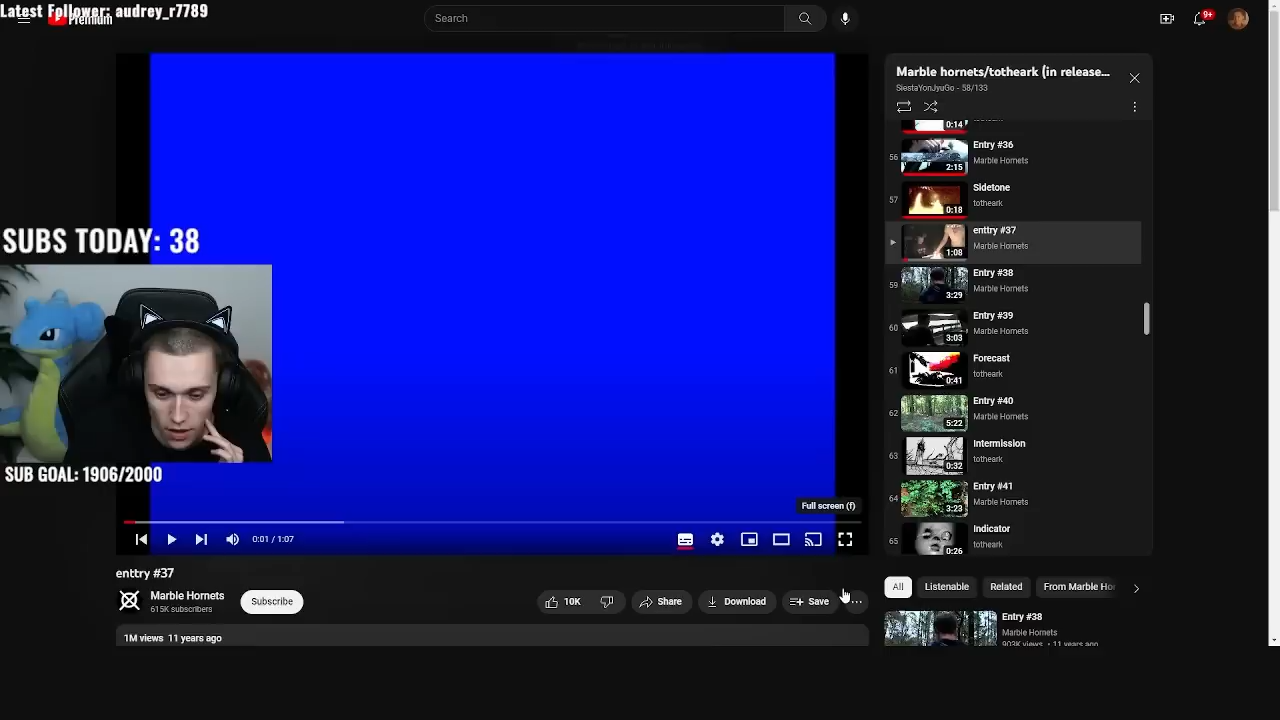 Latest Follower: audrey_r7789
Premium
Search
9+
SUBS TODAY: 38
SUB GOAL: 1906/2000
Full screen (f)
0:01 / 1:07
enttry #37
Marble Hornets
615K subscribers
Subscribe
10K
Share
Download
Save
1M views 11 years ago
Marble hornets/totheark (in release...
SiestaYonJyuGo - 58/133
0:14
56
2:15
Entry #36
Marble Hornets
57
0:18
Sidetone
totheark
1:08
enttry #37
Marble Hornets
59
3:29
Entry #38
Marble Hornets
60
3:03
Entry #39
Marble Hornets
61
0:41
Forecast
totheark
62
5:22
Entry #40
Marble Hornets
63
0:32
Intermission
totheark
64
3:23
Entry #41
Marble Hornets
65
0:26
Indicator
totheark
All
Listenable
Related
From Marble Ho
Entry #38
Marble Hornets
903K views • 11 years ago